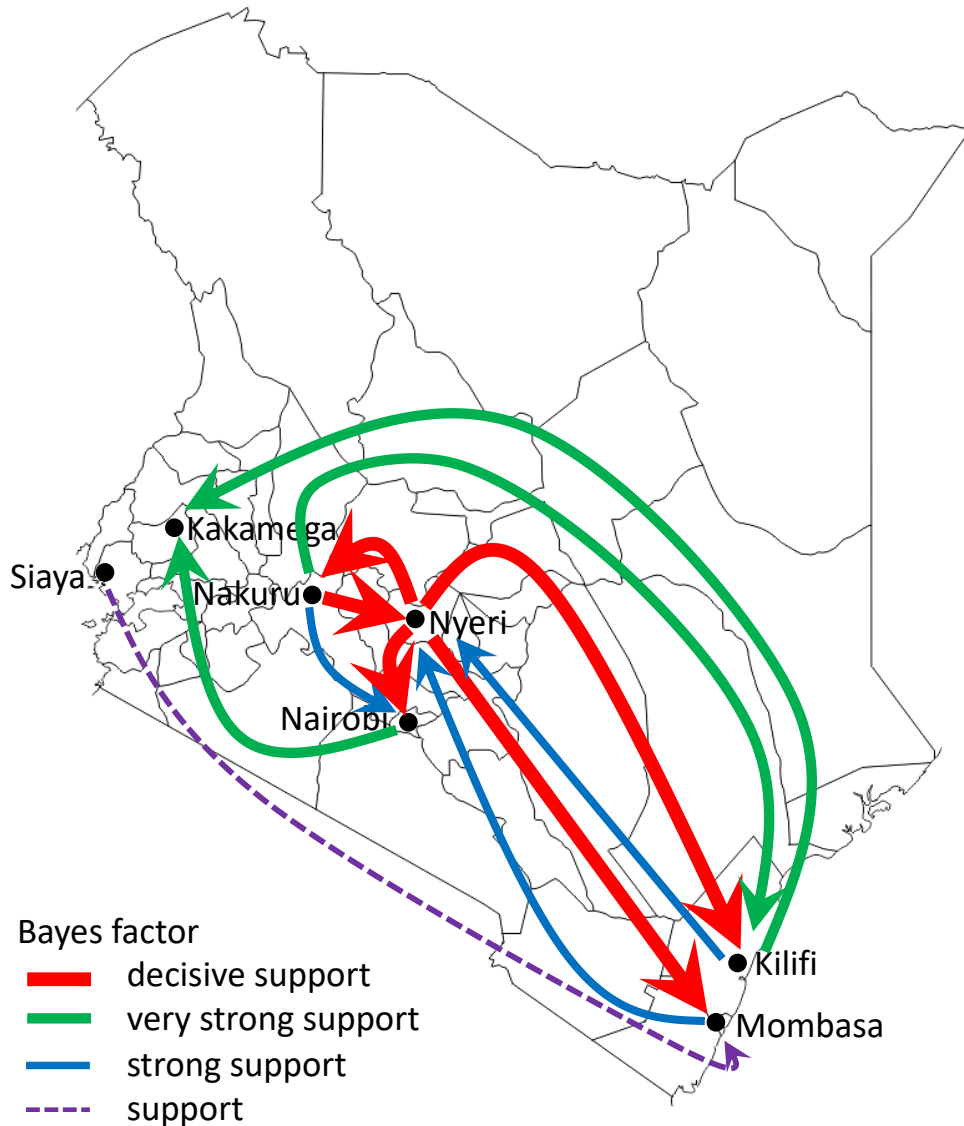 Kakamega
Siaya
Nakuru
Nyeri
Nairobi
Kilifi
Mombasa
Bayes factor
decisive support
very strong support
strong support
support